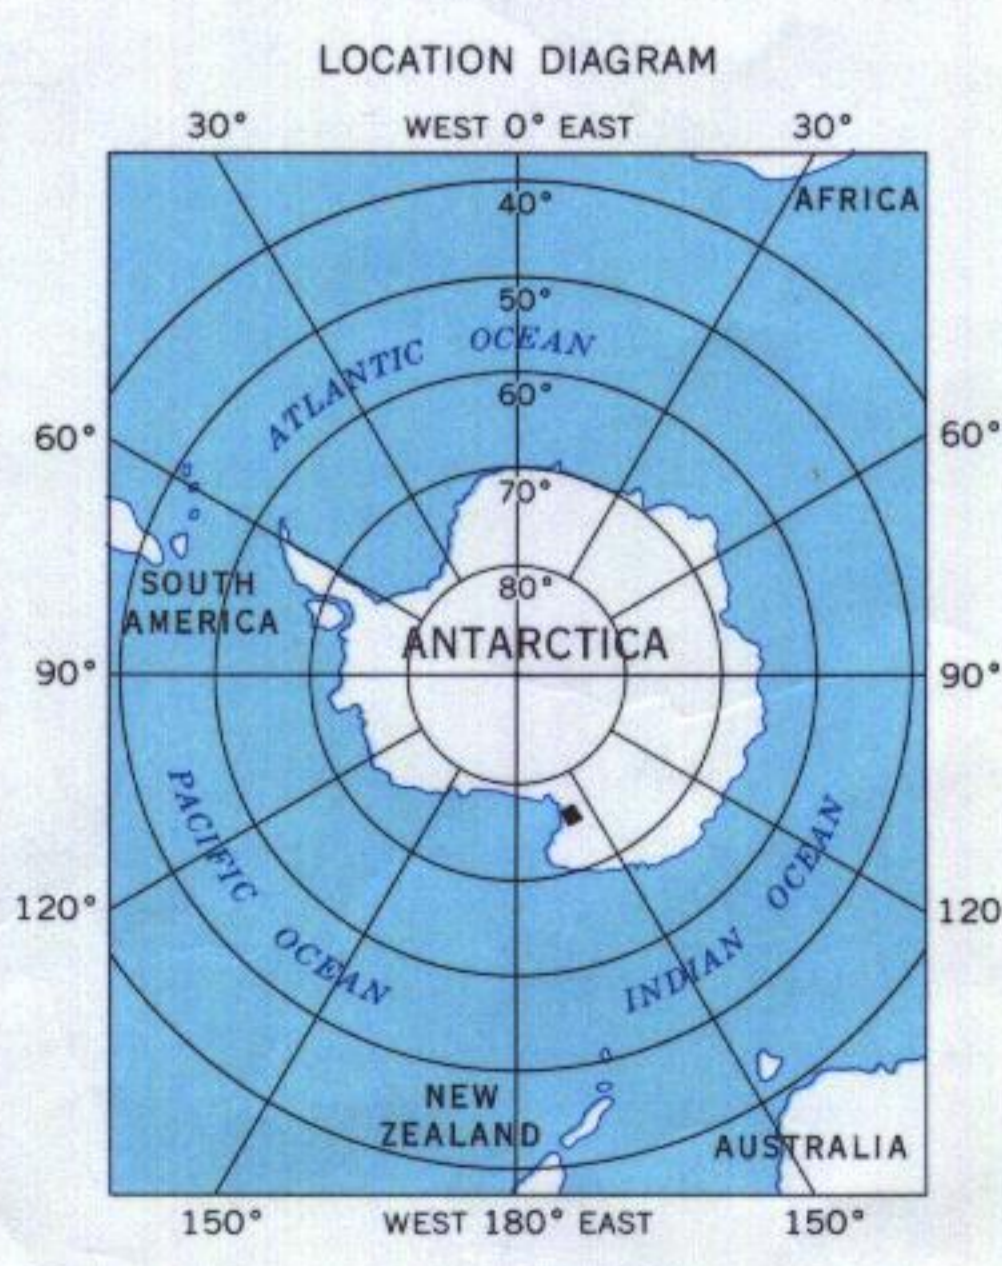 LOCATION DIAGRAM
30° WEST 0° EAST 30°
AFRICA
40°
50°
ATLANTIC OCEAN
60°
60° 60°
70°
80°
SOUTH
AMERICA
ANTARCTICA
90° 90°
PACIFIC OCEAN
INDIAN OCEAN
120° 120
NEW
ZEALAND
AUSTRALIA
150° WEST 180° EAST 150°